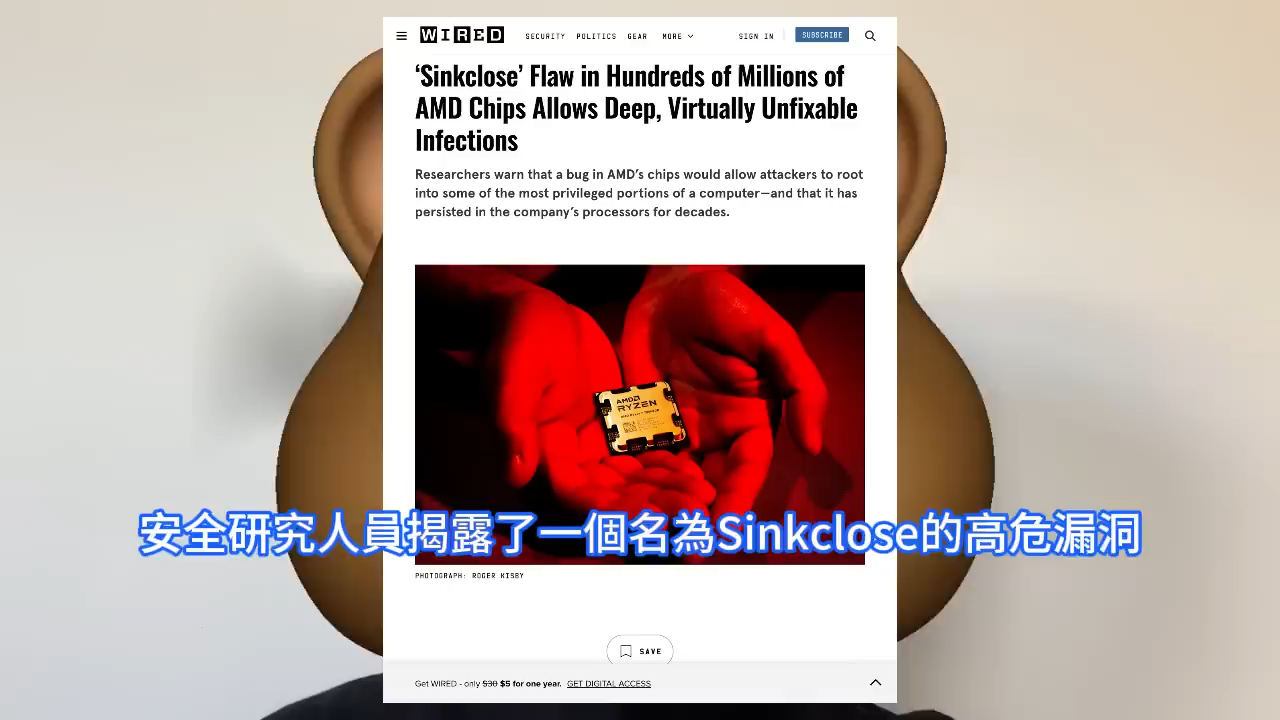 WIRED SECURITY POLITICS GEAR MORE SIGN IN SUBSCRIBE
‘Sinkclose’ Flaw in Hundreds of Millions of
AMD Chips Allows Deep, Virtually Unfixable
Infections
Researchers warn that a bug in AMD’s chips would allow attackers to root
into some of the most privileged portions of a computer—and that it has
persisted in the company’s processors for decades.
AMD
RYZEN
安全研究人員揭露了一個名為Sinkclose的高危漏洞
PHOTOGRAPH: ROGER KISBY
SAVE
Get WIRED - only $30 $5 for one year. GET DIGITAL ACCESS